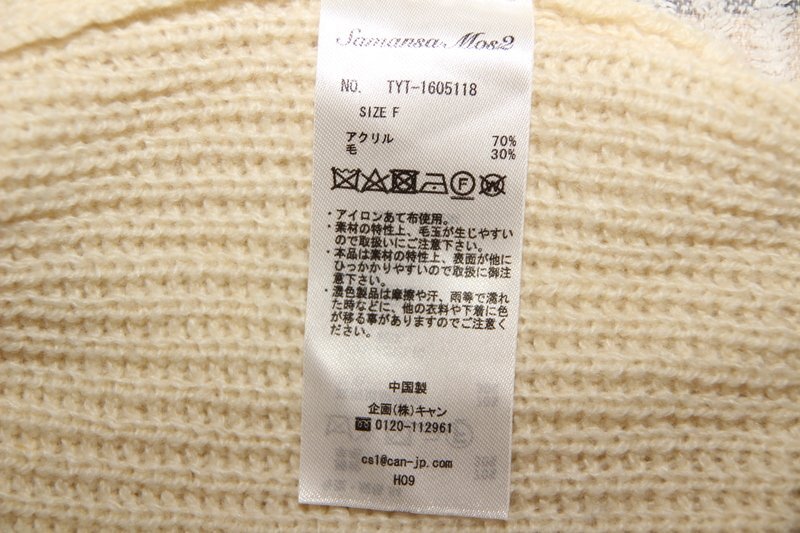 Samansa Mos2
NO. TYT-1605118
SIZE F
アクリル 70%
毛 30%
・アイロンあて布使用。
・素材の特性上、毛玉が生じやすい
ので取扱いにご注意下さい。
・本品は素材の特性上、表面が他に
ひっかかりやすいので取扱に御注
意下さい。
・濃色製品は摩擦や汗、雨等で濡れ
た時などに、他の衣料や下着に色
が移る事がありますのでご注意く
ださい。
中国製
企画(株)キャン
0120-112961
cs1@can-jp.com
H09